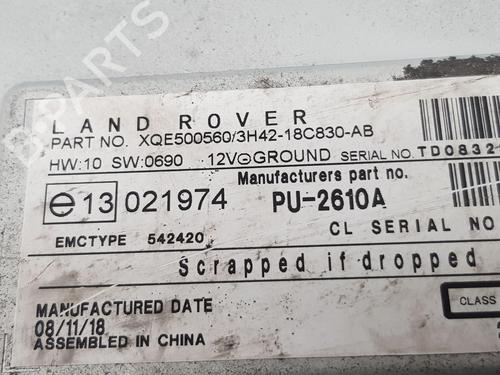 LAND ROVER
PART NO. XQE500560/3H42-18C830-AB
HW:10 SW:0690 12V⊖GROUND SERIAL NO.
TD0832
Manufacturers part no.
e13 021974 PU-2610A
CL SERIAL NO
EMCTYPE 542420
Scrapped if dropped
MANUFACTURED DATE
08/11/18
ASSEMBLED IN CHINA
CLASS
B-PARTS